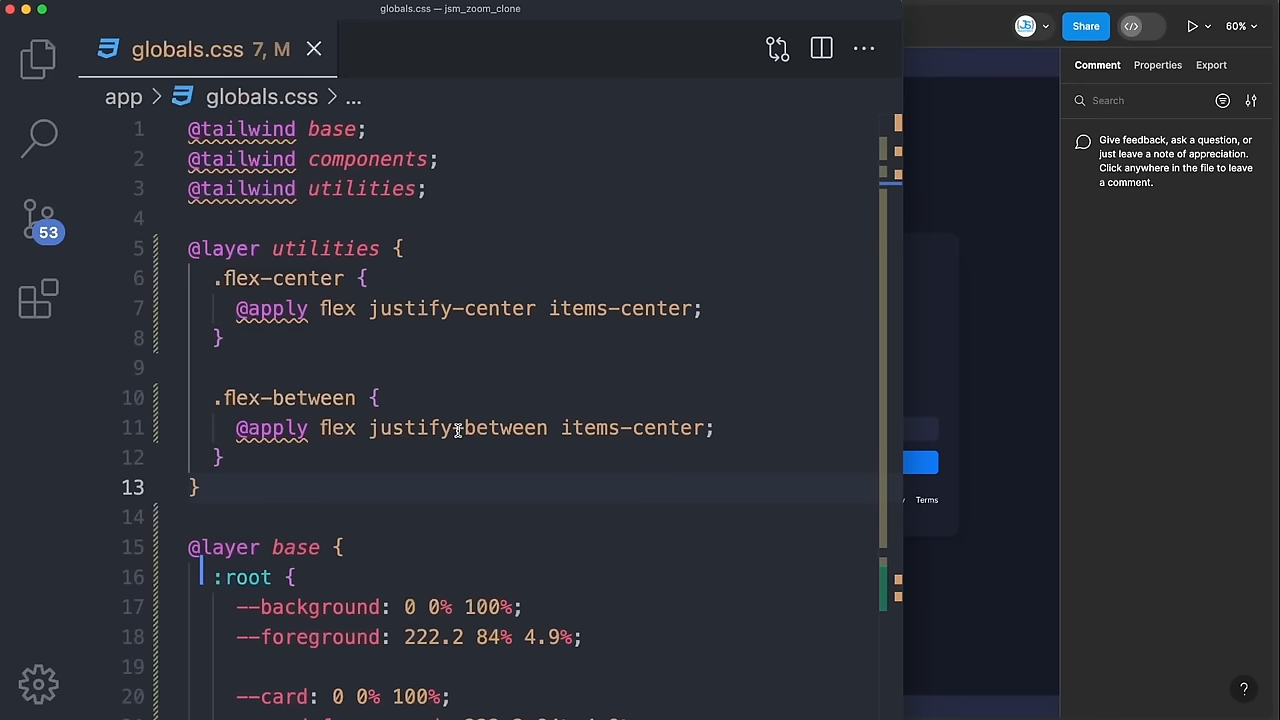 globals.css — jsm_zoom_clone
globals.css 7, M
app > globals.css > ...
1 @tailwind base;
2 @tailwind components;
3 @tailwind utilities;
4
5 @layer utilities {
6 .flex-center {
7 @apply flex justify-center items-center;
8 }
9
10 .flex-between {
11 @apply flex justify-between items-center;
12 }
13 }
14
15 @layer base {
16 :root {
17 --background: 0 0% 100%;
18 --foreground: 222.2 84% 4.9%;
19
20 --card: 0 0% 100%;
53
JS
Share
</>
60%
Comment Properties Export
Search
Give feedback, ask a question, or
just leave a note of appreciation.
Click anywhere in the file to leave
a comment.
Terms
?